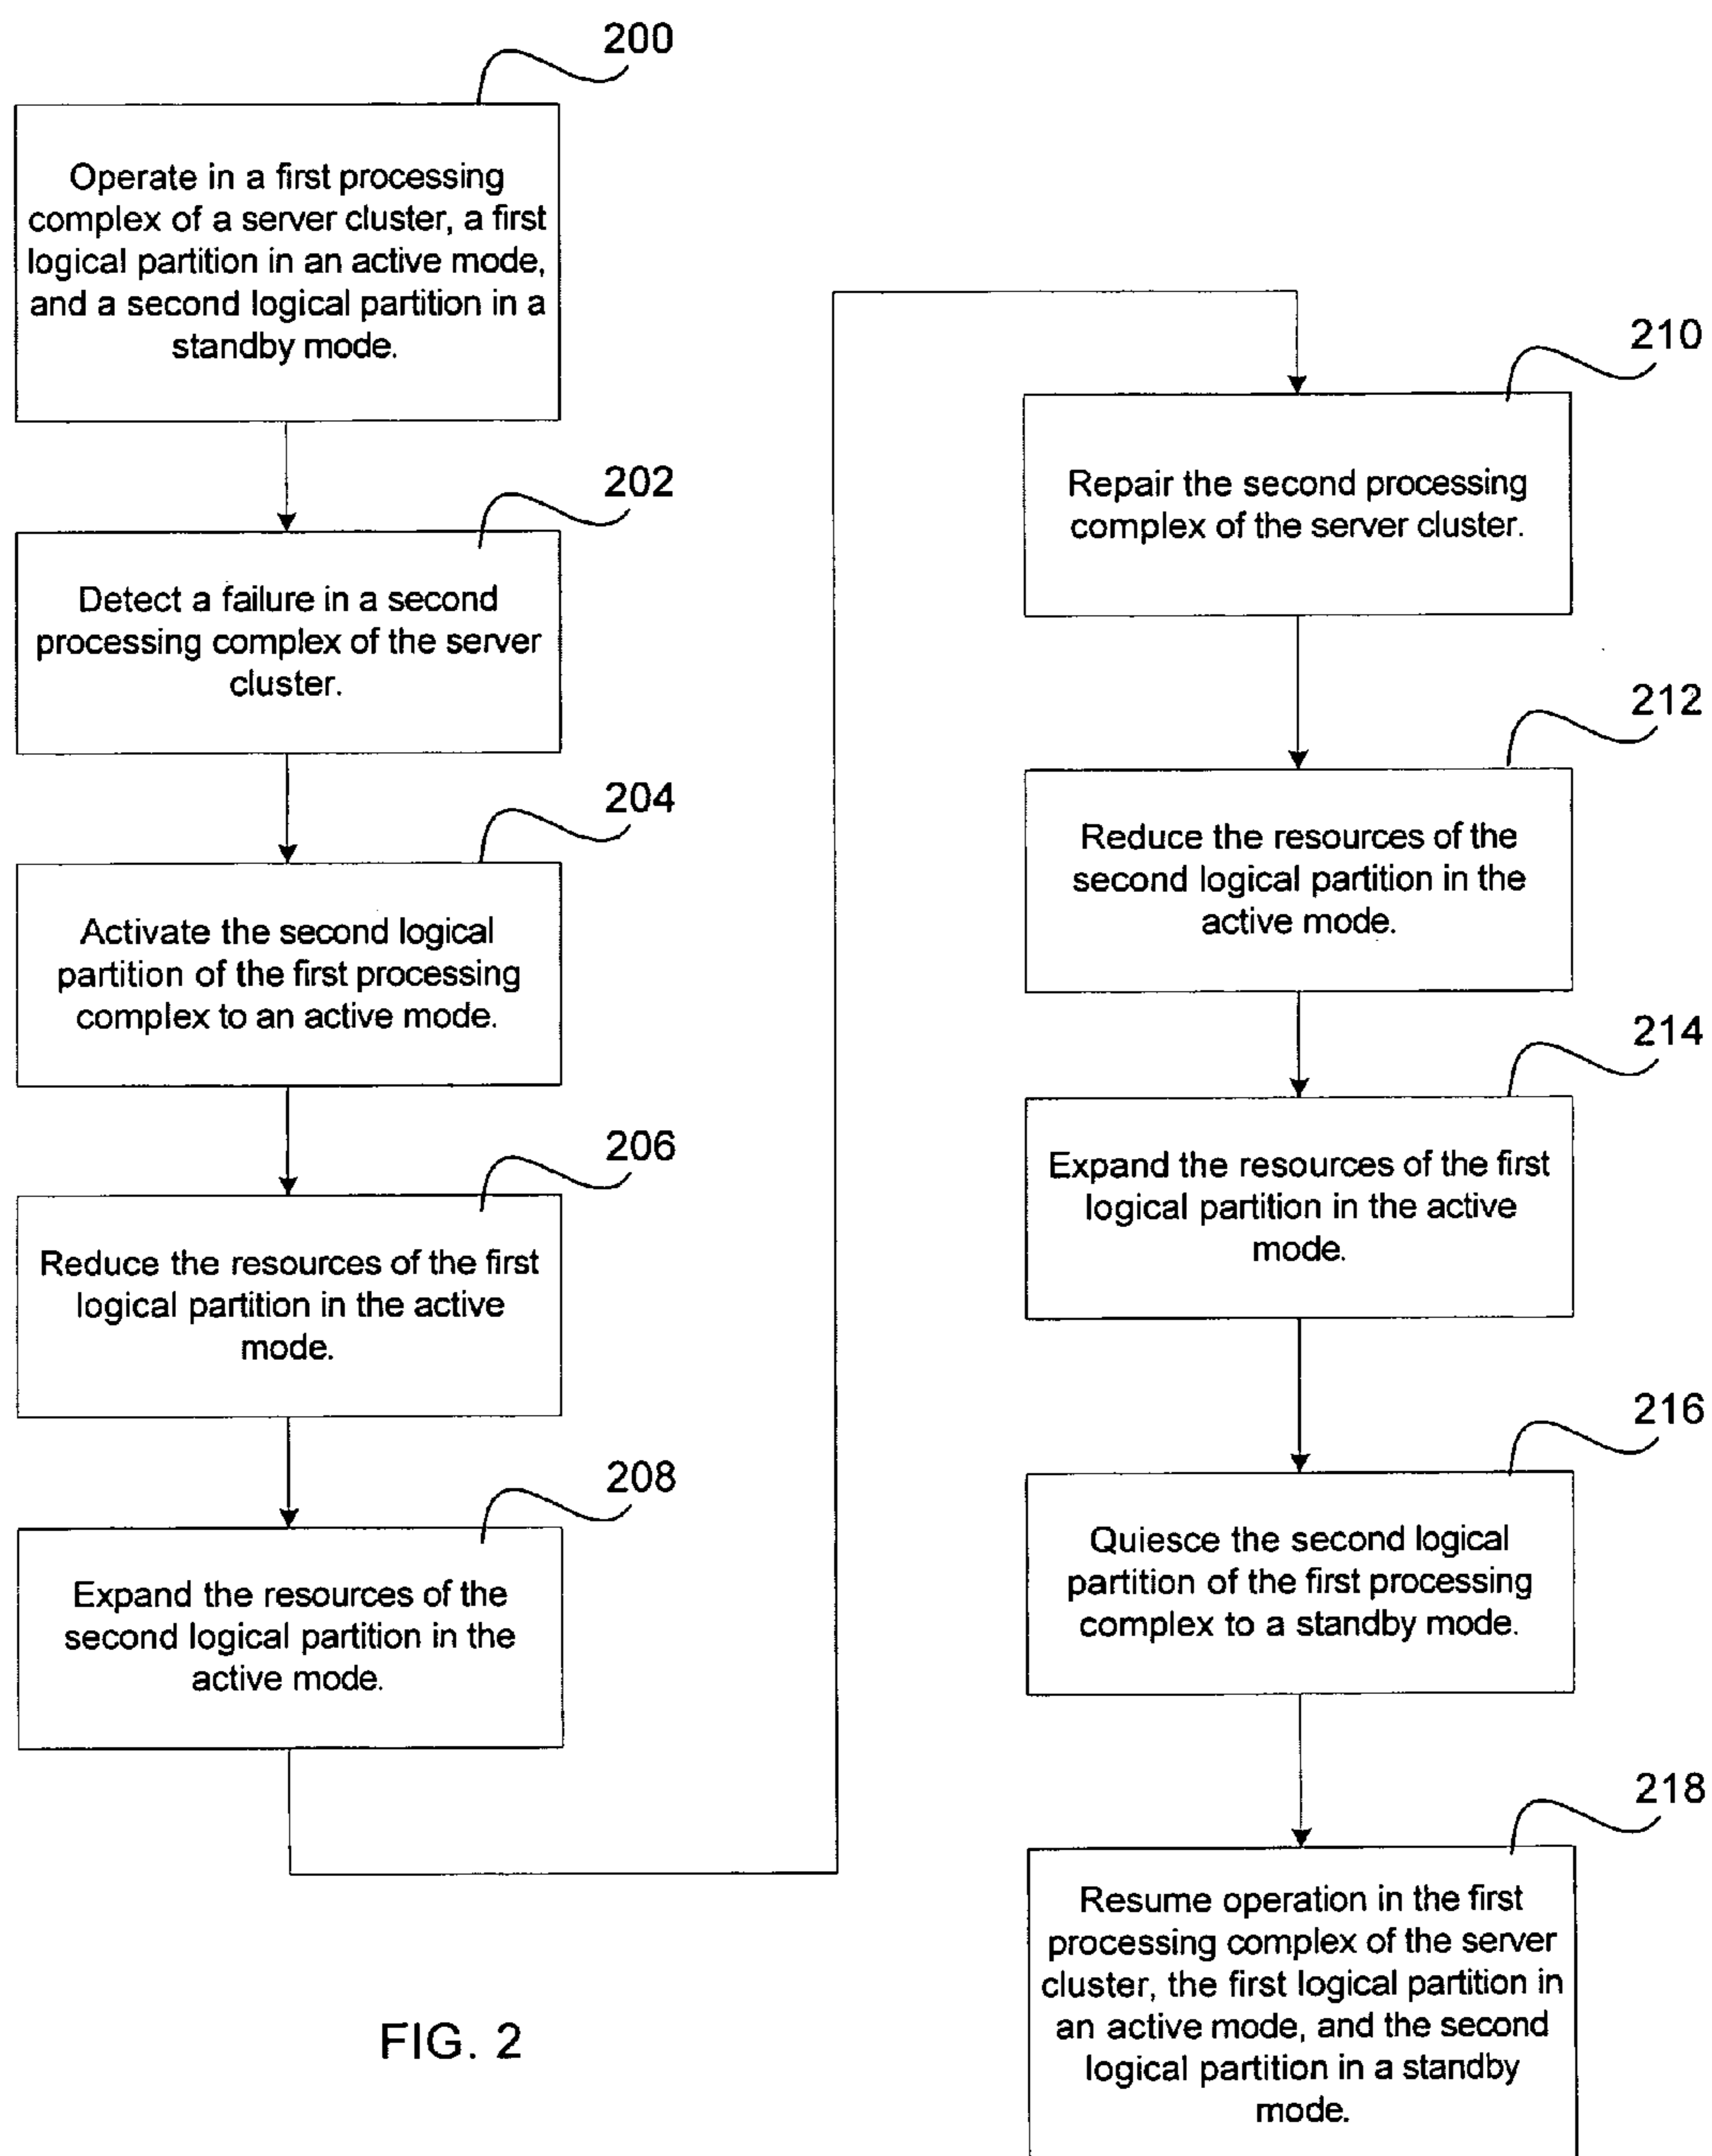 200
Operate in a first processing
complex of a server cluster, a first
logical partition in an active mode,
and a second logical partition in a
standby mode.
202
Detect a failure in a second
processing complex of the server
cluster.
204
Activate the second logical
partition of the first processing
complex to an active mode.
206
Reduce the resources of the first
logical partition in the active
mode.
208
Expand the resources of the
second logical partition in the
active mode.
210
Repair the second processing
complex of the server cluster.
212
Reduce the resources of the
second logical partition in the
active mode.
214
Expand the resources of the first
logical partition in the active
mode.
216
Quiesce the second logical
partition of the first processing
complex to a standby mode.
218
Resume operation in the first
processing complex of the server
cluster, the first logical partition in
an active mode, and the second
logical partition in a standby
mode.
FIG. 2